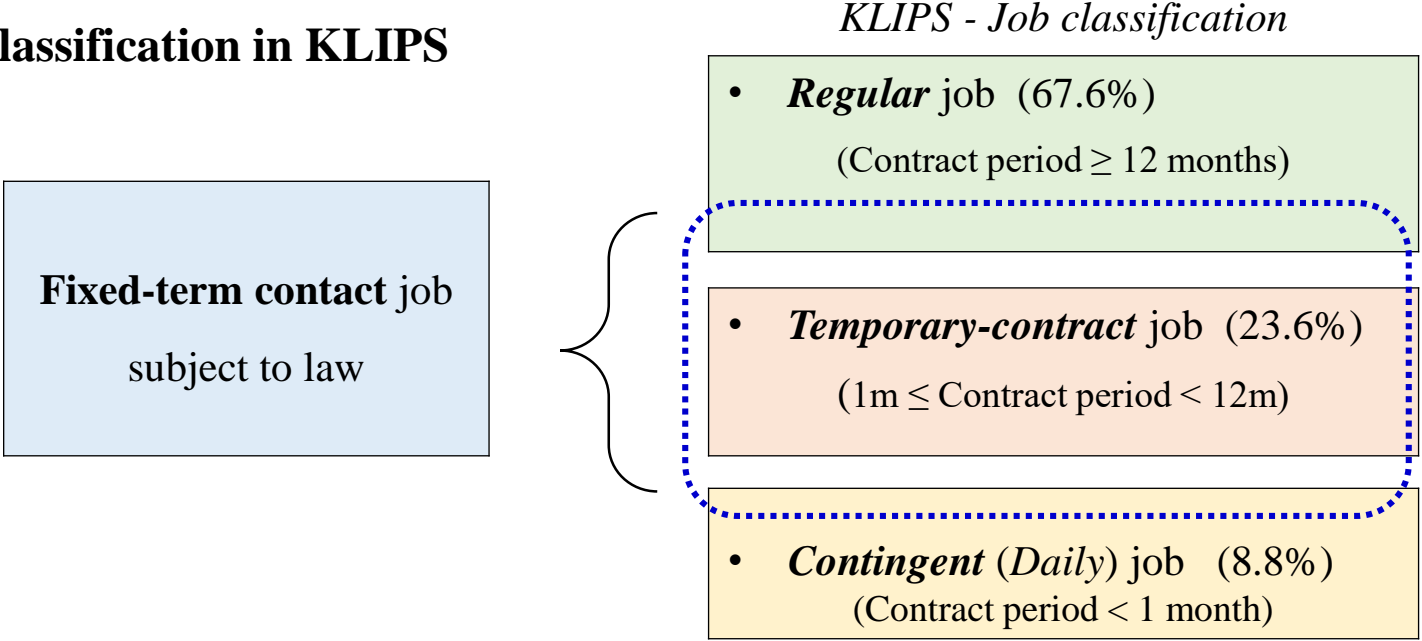 lassification in KLIPS
KLIPS - Job classification
Fixed-term contact job
subject to law
• Regular job (67.6%)
(Contract period ≥ 12 months)
• Temporary-contract job (23.6%)
(1m ≤ Contract period < 12m)
• Contingent (Daily) job (8.8%)
(Contract period < 1 month)